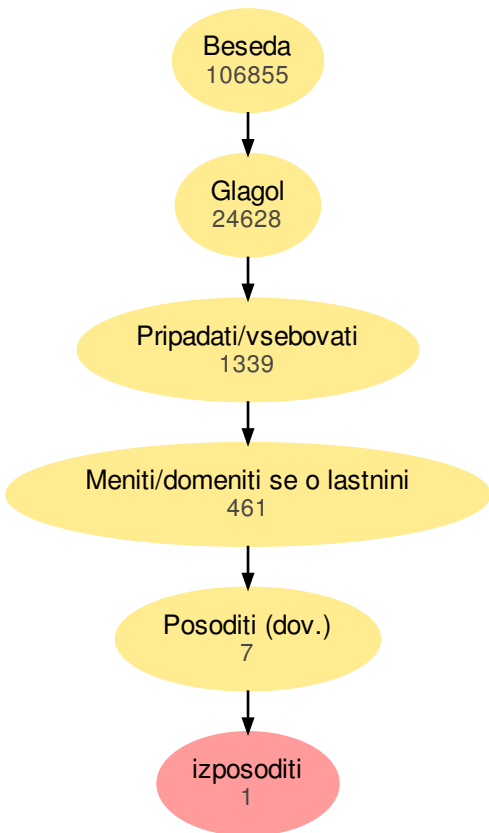 Beseda
106855
Glagol
24628
Pripadati/vsebovati
1339
Meniti/domeniti se o lastnini
461
Posoditi (dov.)
7
izposoditi
1